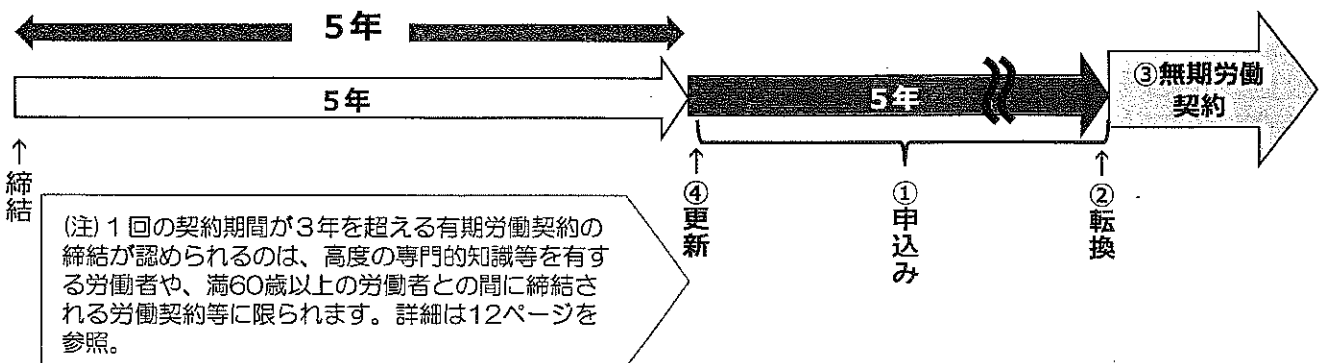 5年
5年
5年
③無期労働
契約
↑
締結
↑
④
更新
①
申込み
↑
②
転換
(注)1回の契約期間が3年を超える有期労働契約の
締結が認められるのは、高度の専門的知識等を有す
る労働者や、満60歳以上の労働者との間に締結さ
れる労働契約等に限られます。詳細は12ページを
参照。